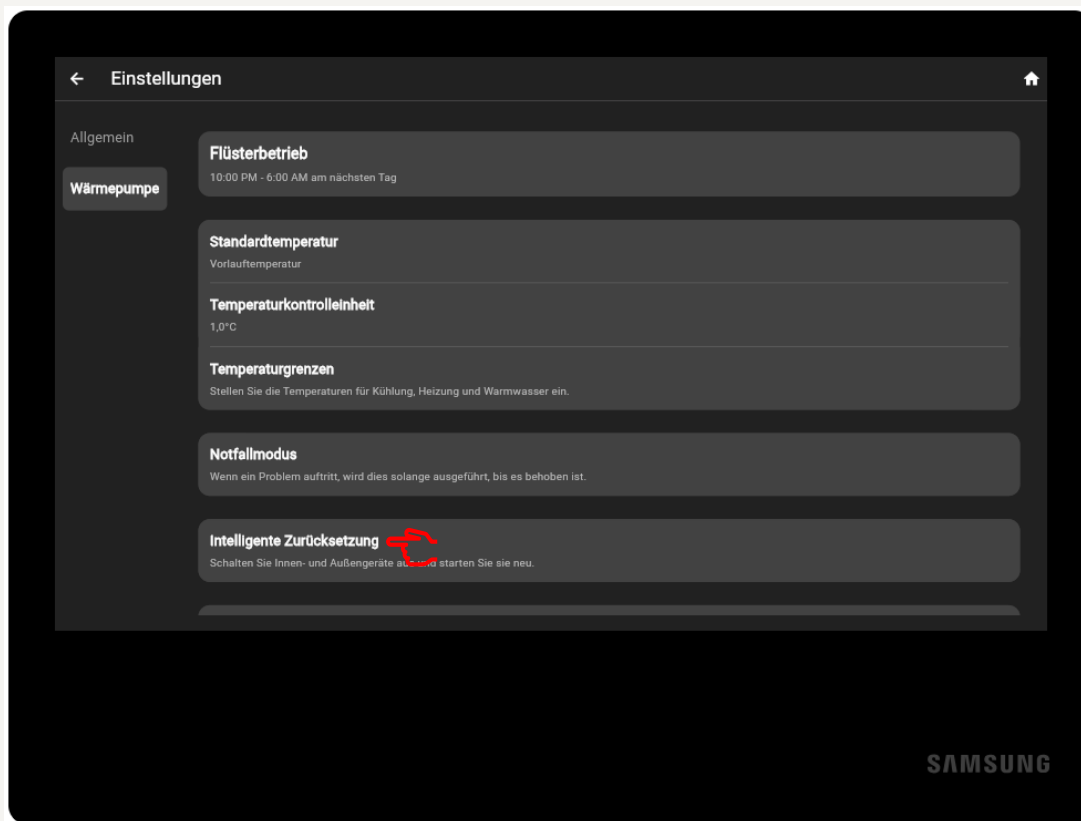 Einstellungen
Allgemein
Wärmepumpe
Flüsterbetrieb
10:00 PM - 6:00 AM am nächsten Tag
Standardtemperatur
Vorlauftemperatur
Temperaturkontrolleinheit
1,0°C
Temperaturgrenzen
Stellen Sie die Temperaturen für Kühlung, Heizung und Warmwasser ein.
Notfallmodus
Wenn ein Problem auftritt, wird dies solange ausgeführt, bis es behoben ist.
Intelligente Zurücksetzung
Schalten Sie Innen- und Außengeräte aus und starten Sie sie neu.
SAMSUNG